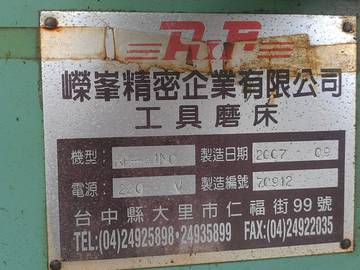 嶸峯精密企業有限公司
工具磨床
機型: 製造日期 2007-09
電源: 220 V 製造編號 70912
台中縣大里市仁福街99號
TEL:(04)24925898·24935899 FAX:(04)24922035